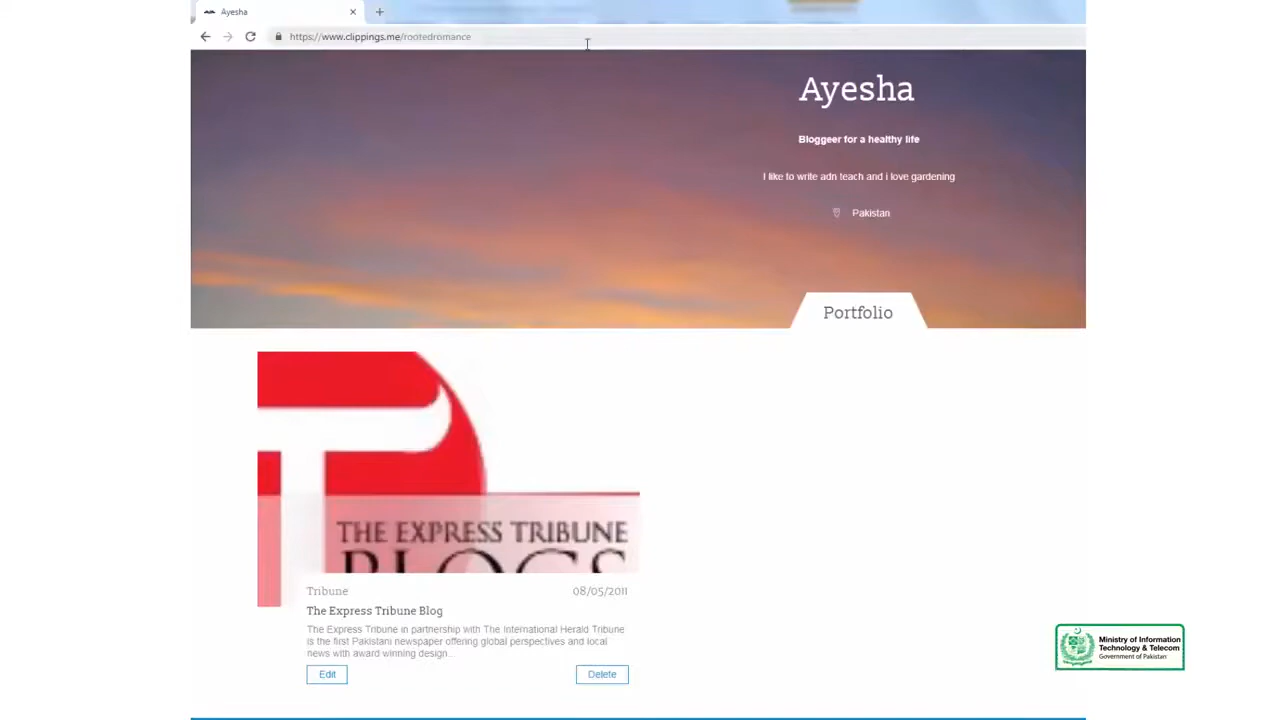 Ayesha
https://www.clippings.me/rootedromance
Ayesha
Bloggeer for a healthy life
I like to write adn teach and i love gardening
Pakistan
Portfolio
THE EXPRESS TRIBUNE
BLOGS
Tribune 08/05/2011
The Express Tribune Blog
The Express Tribune in partnership with The International Herald Tribune
is the first Pakistani newspaper offering global perspectives and local
news with award winning design...
Edit Delete
Ministry of Information
Technology & Telecom
Government of Pakistan